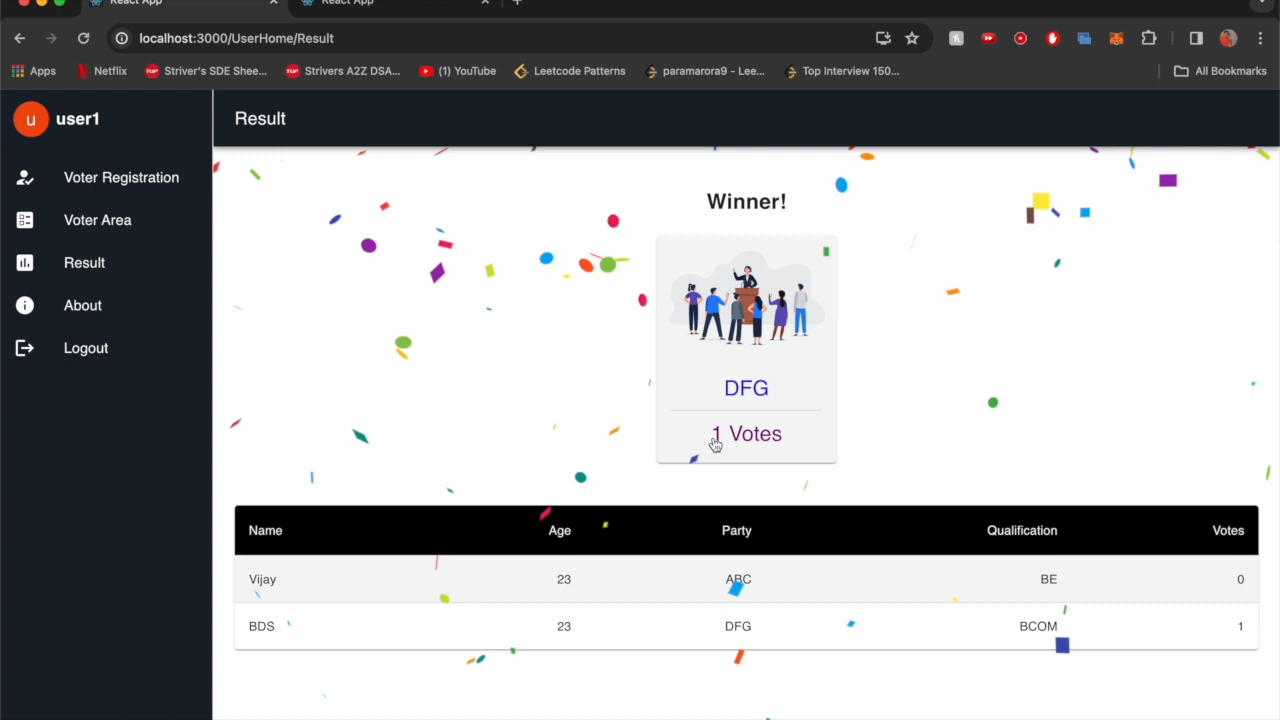 React App
React App
localhost:3000/UserHome/Result
Apps Netflix Striver's SDE Shee... Strivers A2Z DSA... (1) YouTube Leetcode Patterns paramarora9 - Lee... Top Interview 150... All Bookmarks
u user1
Result
Voter Registration
Voter Area
Result
About
Logout
Winner!
DFG
1 Votes
Name Age Party Qualification Votes
Vijay 23 ABC BE 0
BDS 23 DFG BCOM 1